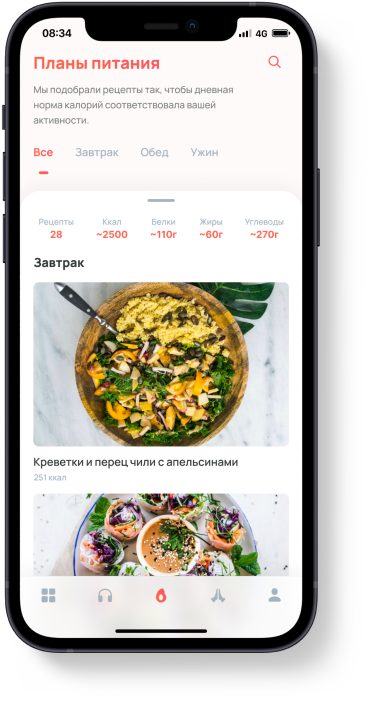 08:34
4G
Планы питания
Мы подобрали рецепты так, чтобы дневная
норма калорий соответствовала вашей
активности.
Все Завтрак Обед Ужин
Рецепты Ккал Белки Жиры Углеводы
28 ~2500 ~110г ~60г ~270г
Завтрак
Креветки и перец чили с апельсинами
251 ккал